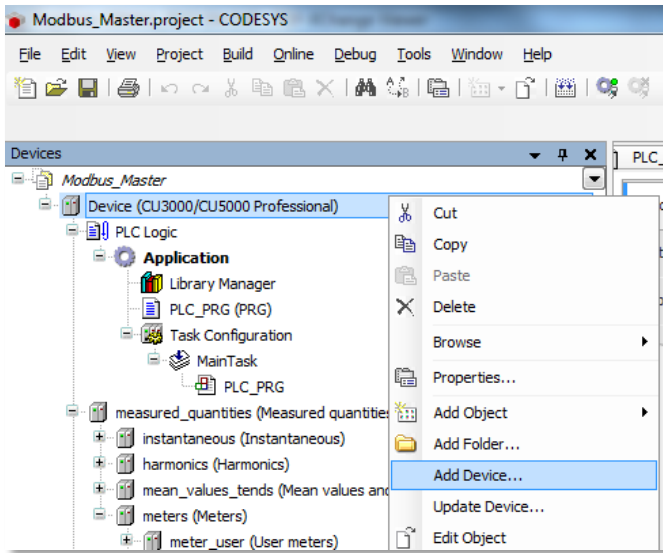 Modbus_Master.project - CODESYS
File Edit View Project Build Online Debug Tools Window Help
Devices
PLC_
Modbus_Master
Device (CU3000/CU5000 Professional)
PLC Logic
Application
Library Manager
PLC_PRG (PRG)
Task Configuration
MainTask
PLC_PRG
measured_quantities (Measured quantities
instantaneous (Instantaneous)
harmonics (Harmonics)
mean_values_tends (Mean values and
meters (Meters)
meter_user (User meters)
Cut
Copy
Paste
Delete
Browse
Properties...
Add Object
Add Folder...
Add Device...
Update Device...
Edit Object